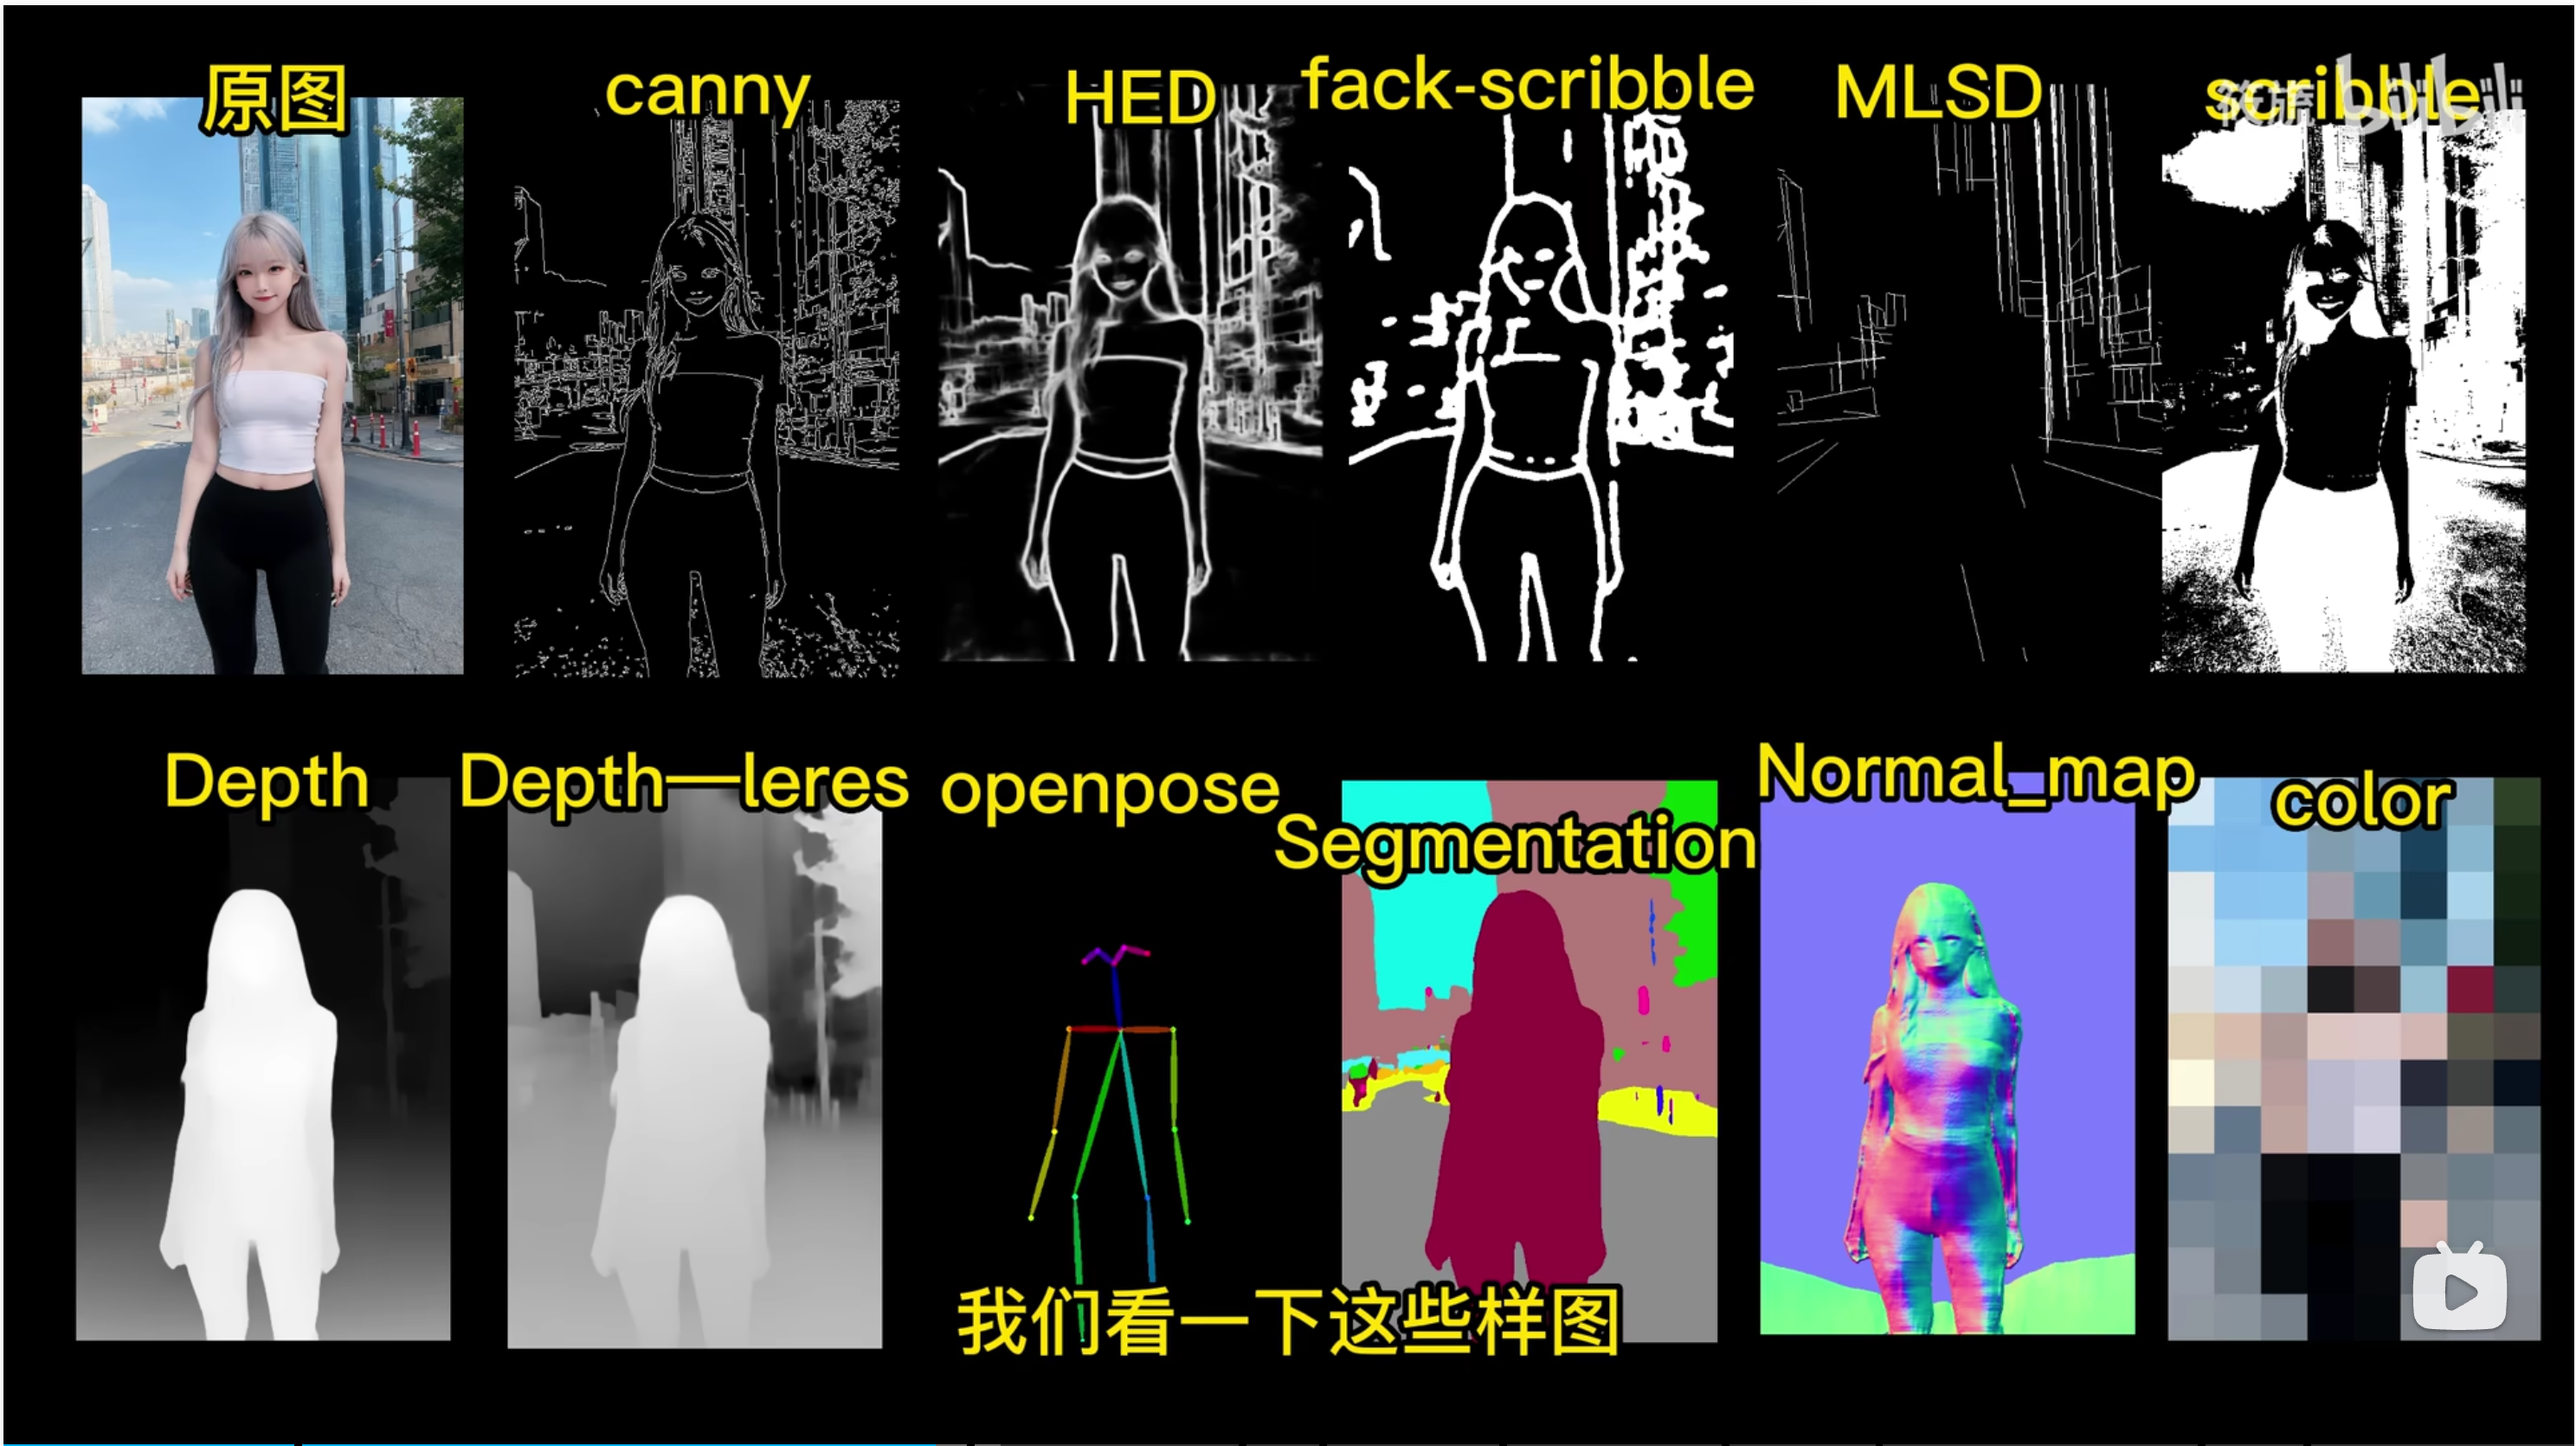 原图
canny
HED
fack-scribble
MLSD
scribble
bilibili
Depth
Depth—leres
openpose
Segmentation
Normal_map
color
我们看一下这些样图